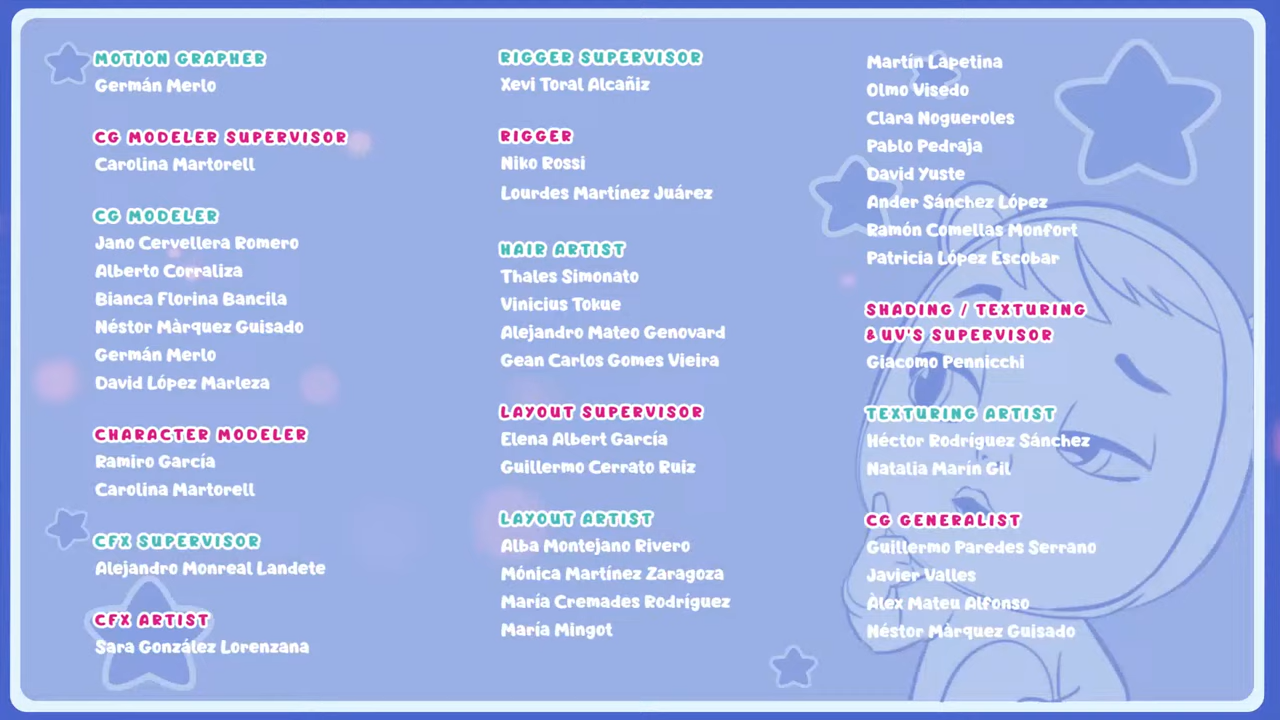 MOTION GRAPHER
Germán Merlo
CG MODELER SUPERVISOR
Carolina Martorell
CG MODELER
Jano Cervellera Romero
Alberto Corraliza
Bianca Florina Bancila
Néstor Màrquez Guisado
Germán Merlo
David López Marleza
CHARACTER MODELER
Ramiro García
Carolina Martorell
CFX SUPERVISOR
Alejandro Monreal Landete
CFX ARTIST
Sara González Lorenzana
RIGGER SUPERVISOR
Xevi Toral Alcañiz
RIGGER
Niko Rossi
Lourdes Martínez Juárez
HAIR ARTIST
Thales Simonato
Vinicius Tokue
Alejandro Mateo Genovard
Gean Carlos Gomes Vieira
LAYOUT SUPERVISOR
Elena Albert García
Guillermo Cerrato Ruiz
LAYOUT ARTIST
Alba Montejano Rivero
Mónica Martínez Zaragoza
María Cremades Rodríguez
María Mingot
Martín Lapetina
Olmo Visedo
Clara Nogueroles
Pablo Pedraja
David Yuste
Ander Sánchez López
Ramón Comellas Monfort
Patricia López Escobar
SHADING / TEXTURING
& UV'S SUPERVISOR
Giacomo Pennicchi
TEXTURING ARTIST
Héctor Rodríguez Sánchez
Natalia Marín Gil
CG GENERALIST
Guillermo Paredes Serrano
Javier Valles
Àlex Mateu Alfonso
Néstor Màrquez Guisado